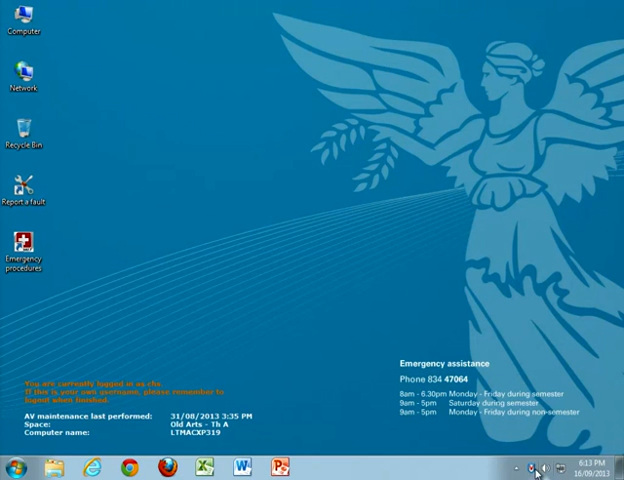 Computer
Network
Recycle Bin
Report a fault
Emergency
procedures
You are currently logged in as chs
If this is your own username, please remember to
logout when finished.
AV maintenance last performed: 31/08/2013 3:35 PM
Space: Old Arts - Th A
Computer name: LTMACXP319
Emergency assistance
Phone 834 47064
8am - 6.30pm Monday - Friday during semester
9am - 5pm Saturday during semester
9am - 5pm Monday - Friday during non-semester
6:13 PM
16/09/2013